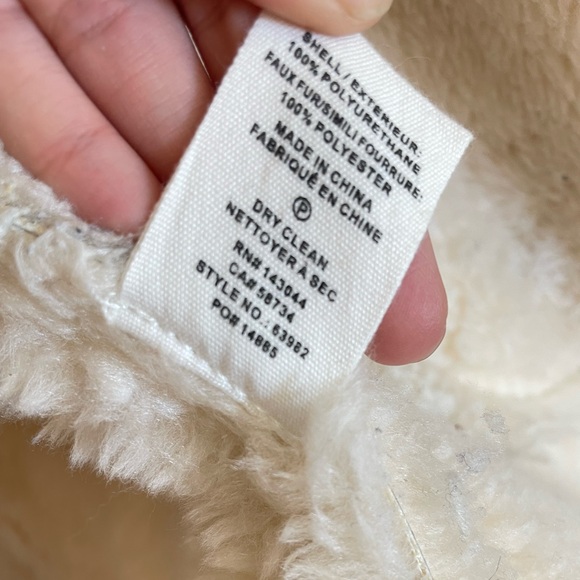 SHELL/EXTERIEUR:
100% POLYURETHANE
FAUX FUR/SIMILI FOURRURE:
100% POLYESTER
MADE IN CHINA
FABRIQUÉ EN CHINE
P
DRY CLEAN
NETTOYER À SEC
RN# 143044
CA# 58734
STYLE NO.: 63982
PO# 14865